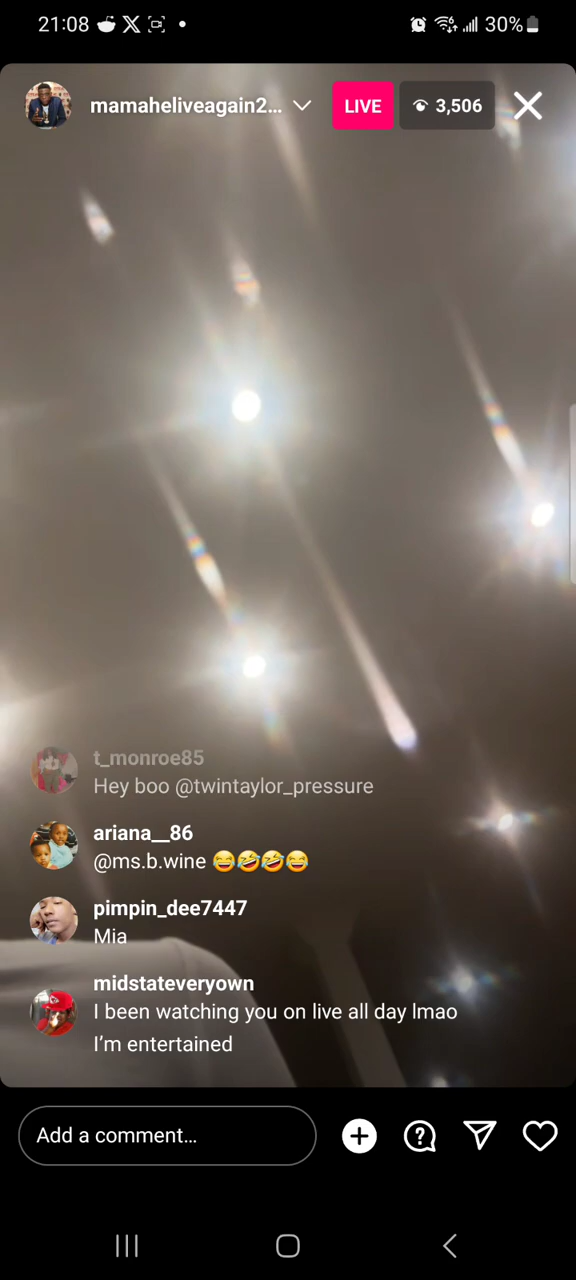 21:08
30%
mamaheliveagain2...
LIVE
3,506
t_monroe85
Hey boo @twintaylor_pressure
ariana__86
@ms.b.wine 😂🤣🤣😂
pimpin_dee7447
Mia
midstateveryown
I been watching you on live all day lmao
I'm entertained
Add a comment...